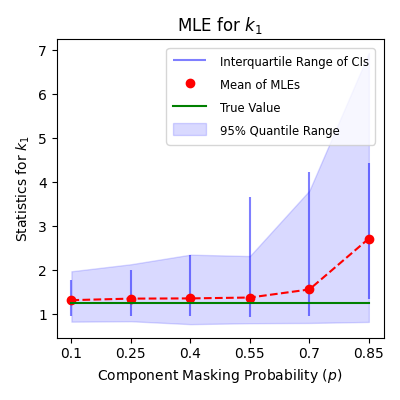 MLE for k₁
Interquartile Range of CIs
Mean of MLEs
True Value
95% Quantile Range
Statistics for k₁
7
6
5
4
3
2
1
0.1 0.25 0.4 0.55 0.7 0.85
Component Masking Probability (p)